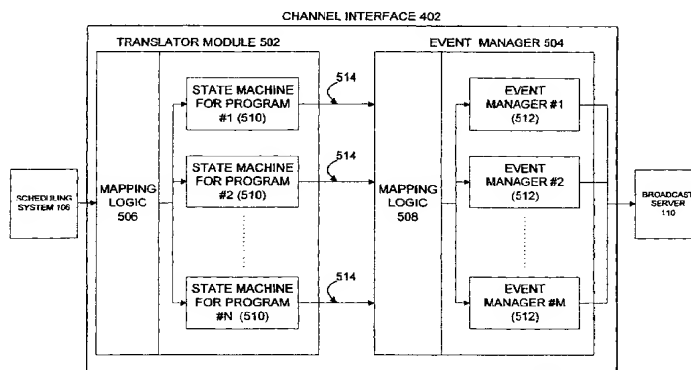 CHANNEL INTERFACE 402
TRANSLATOR MODULE 502
EVENT MANAGER 504
STATE MACHINE
FOR PROGRAM
#1 (510)
514
EVENT
MANAGER #1
(512)
SCHEDULING
SYSTEM 106
MAPPING
LOGIC
506
STATE MACHINE
FOR PROGRAM
#2 (510)
514
MAPPING
LOGIC
508
EVENT
MANAGER #2
(512)
BROADCAST
SERVER
110
STATE MACHINE
FOR PROGRAM
#N (510)
514
EVENT
MANAGER #M
(512)